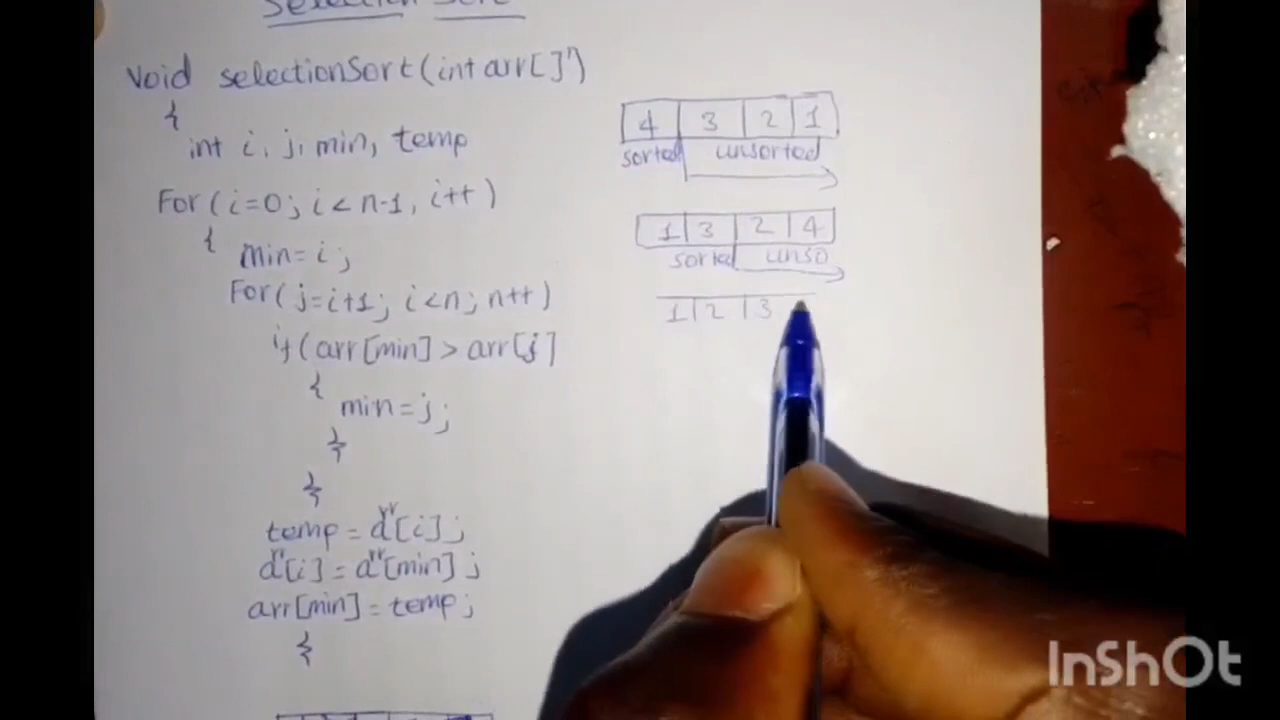 Selection Sort
void selectionSort(int arr[]")
{
int i, j, min, temp
For(i=0; i<n-1, i++)
{ min=i;
For(j=i+1; i<n; n++)
if(arr[min] > arr[j]
{
min=j;
}
}
temp = arr[i];
arr[i] = arr[min];
arr[min] = temp;
}
4 3 2 1
sorted unsorted
1 3 2 4
sorted unso
1 2 3
InShOt